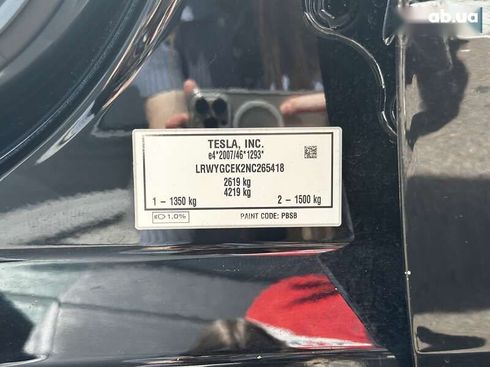 ab.ua
TESLA, INC.
e4*2007/46*1293*
LRWYGCEK2NC265418
2619 kg
4219 kg
1 - 1350 kg 2 - 1500 kg
1.0% PAINT CODE: PBSB